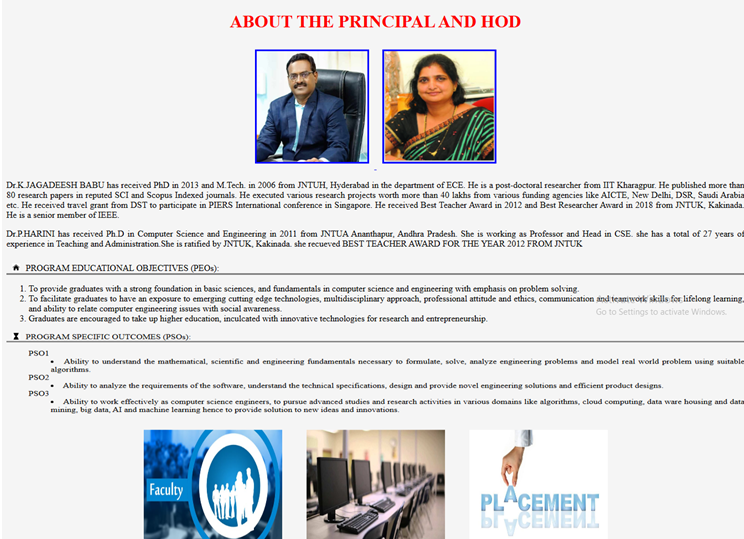 ABOUT THE PRINCIPAL AND HOD
Dr.K.JAGADEESH BABU has received PhD in 2013 and M.Tech. in 2006 from JNTUH, Hyderabad in the department of ECE. He is a post-doctoral researcher from IIT Kharagpur. He published more than
80 research papers in reputed SCI and Scopus Indexed journals. He executed various research projects worth more than 40 lakhs from various funding agencies like AICTE, New Delhi, DSR, Saudi Arabia
etc. He received travel grant from DST to participate in PIERS International conference in Singapore. He received Best Teacher Award in 2012 and Best Researcher Award in 2018 from JNTUK, Kakinada.
He is a senior member of IEEE.
Dr.P.HARINI has received Ph.D in Computer Science and Engineering in 2011 from JNTUA Ananthapur, Andhra Pradesh. She is working as Professor and Head in CSE. she has a total of 27 years of
experience in Teaching and Administration.She is ratified by JNTUK, Kakinada. she recueved BEST TEACHER AWARD FOR THE YEAR 2012 FROM JNTUK
PROGRAM EDUCATIONAL OBJECTIVES (PEOs):
1. To provide graduates with a strong foundation in basic sciences, and fundamentals in computer science and engineering with emphasis on problem solving.
2. To facilitate graduates to have an exposure to emerging cutting edge technologies, multidisciplinary approach, professional attitude and ethics, communication and teamwork skills for lifelong learning,
and ability to relate computer engineering issues with social awareness.
Go to Settings to activate Windows.
3. Graduates are encouraged to take up higher education, inculcated with innovative technologies for research and entrepreneurship.
PROGRAM SPECIFIC OUTCOMES (PSOs):
PSO1
• Ability to understand the mathematical, scientific and engineering fundamentals necessary to formulate, solve, analyze engineering problems and model real world problem using suitable
algorithms.
PSO2
• Ability to analyze the requirements of the software, understand the technical specifications, design and provide novel engineering solutions and efficient product designs.
PSO3
• Ability to work effectively as computer science engineers, to pursue advanced studies and research activities in various domains like algorithms, cloud computing, data ware housing and data
mining, big data, AI and machine learning hence to provide solution to new ideas and innovations.
Faculty
PLACEMENT